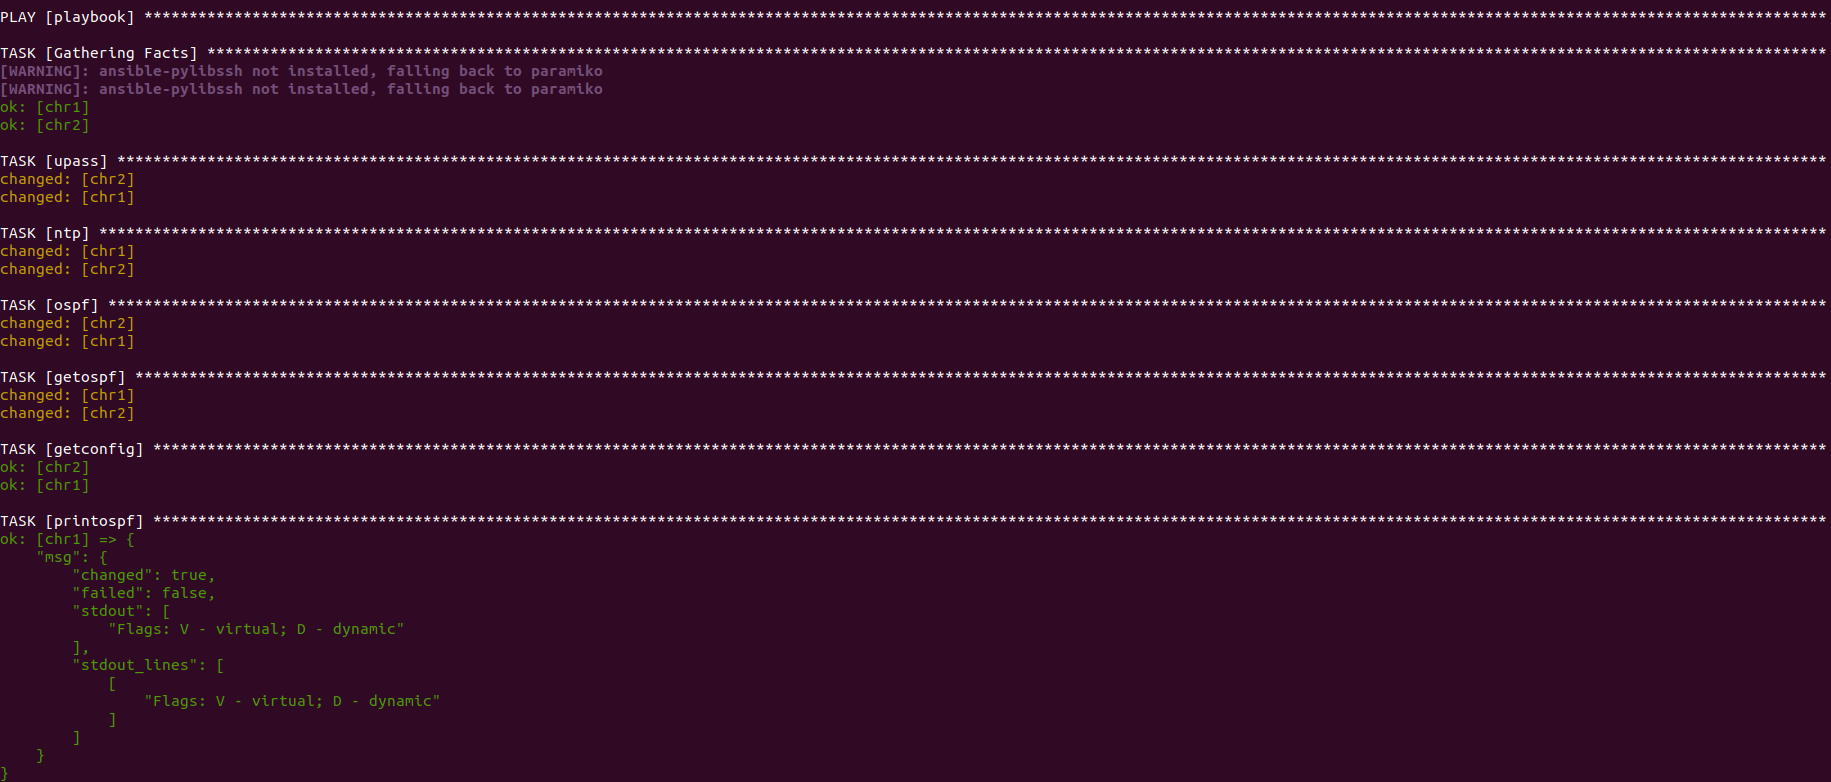 PLAY [playbook] *******************************************************************************************************************************************************************************************
TASK [Gathering Facts] ************************************************************************************************************************************************************************************
[WARNING]: ansible-pylibssh not installed, falling back to paramiko
[WARNING]: ansible-pylibssh not installed, falling back to paramiko
ok: [chr1]
ok: [chr2]
TASK [upass] **********************************************************************************************************************************************************************************************
changed: [chr2]
changed: [chr1]
TASK [ntp] ************************************************************************************************************************************************************************************************
changed: [chr1]
changed: [chr2]
TASK [ospf] ***********************************************************************************************************************************************************************************************
changed: [chr2]
changed: [chr1]
TASK [getospf] ********************************************************************************************************************************************************************************************
changed: [chr1]
changed: [chr2]
TASK [getconfig] ******************************************************************************************************************************************************************************************
ok: [chr2]
ok: [chr1]
TASK [printospf] ******************************************************************************************************************************************************************************************
ok: [chr1] => {
    "msg": {
        "changed": true,
        "failed": false,
        "stdout": [
            "Flags: V - virtual; D - dynamic"
        ],
        "stdout_lines": [
            [
                "Flags: V - virtual; D - dynamic"
            ]
        ]
    }
}